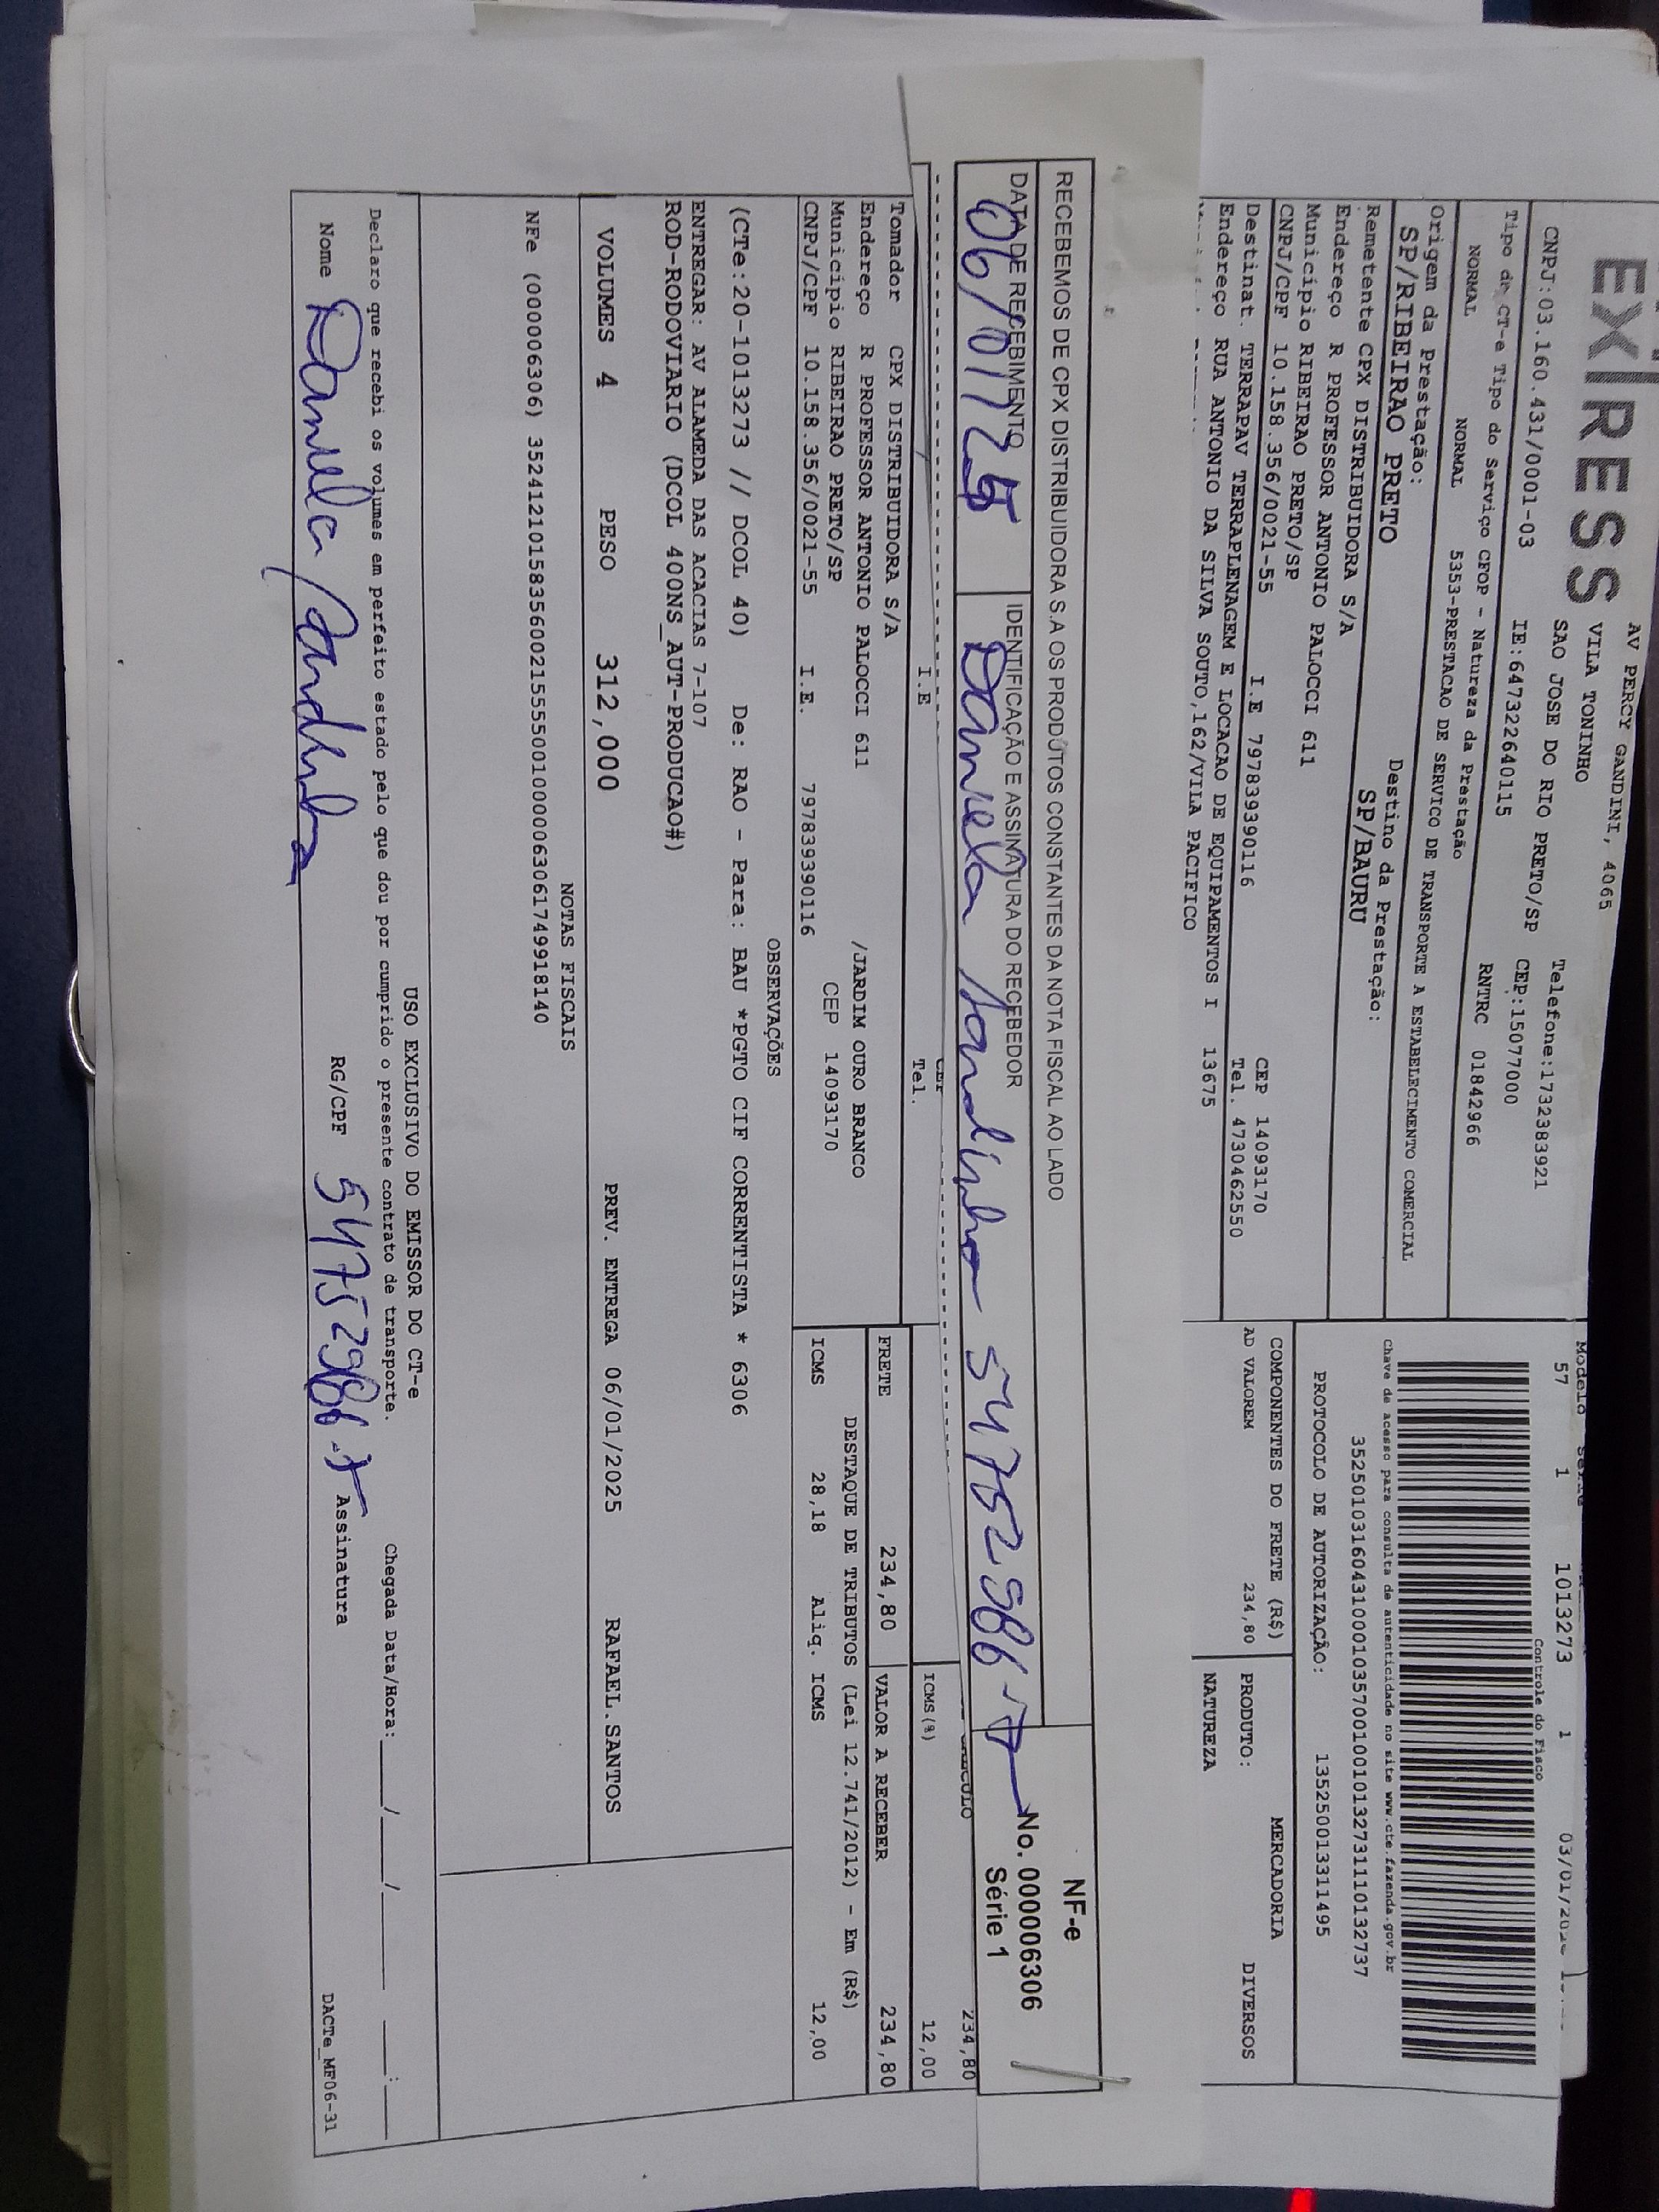 EXPRESS
AV PERCY GANDINI, 4065
VILA TONINHO
SAO JOSE DO RIO PRETO/SP Telefone:1732383921
CNPJ:03.160.431/0001-03 IE:647322640115 CEP:15077000
Tipo do CT-e Tipo do Serviço CFOP - Natureza da Prestação RNTRC 01842966
NORMAL NORMAL 5353-PRESTACAO DE SERVICO DE TRANSPORTE A ESTABELECIMENTO COMERCIAL
Origem da Prestação: Destino da Prestação:
SP/RIBEIRAO PRETO SP/BAURU
Remetente CPX DISTRIBUIDORA S/A
Endereço R PROFESSOR ANTONIO PALOCCI 611
Municipio RIBEIRAO PRETO/SP CEP 14093170
CNPJ/CPF 10.158.356/0021-55 I.E 797839390116 Tel. 4730462550
Destinat. TERRAPAV TERRAPLENAGEM E LOCACAO DE EQUIPAMENTOS I 13675
Endereço RUA ANTONIO DA SILVA SOUTO,162/VILA PACIFICO
Modelo Série
57 1 1013273 1
Controle do Fisco
Chave de acesso para consulta de autenticidade no site www.cte.fazenda.gov.br
35250103160431000103570010010132731110132737
PROTOCOLO DE AUTORIZAÇÃO: 135250013311495
COMPONENTES DO FRETE (R$) MERCADORIA
AD VALOREM 234,80 PRODUTO: DIVERSOS
NATUREZA
RECEBEMOS DE CPX DISTRIBUIDORA S.A OS PRODUTOS CONSTANTES DA NOTA FISCAL AO LADO
DATA DE RECEBIMENTO IDENTIFICAÇÃO E ASSINATURA DO RECEBEDOR
06/01/25 Daniela Sandinha 54752986-7
NF-e
No. 000006306
Série 1
I.E CEP
Tel.
234,80
ICMS(%) 12,00
Tomador CPX DISTRIBUIDORA S/A
Endereço R PROFESSOR ANTONIO PALOCCI 611 /JARDIM OURO BRANCO
Municipio RIBEIRAO PRETO/SP CEP 14093170
CNPJ/CPF 10.158.356/0021-55 I.E. 797839390116
FRETE 234,80 VALOR A RECEBER 234,80
DESTAQUE DE TRIBUTOS (Lei 12.741/2012) - Em (R$)
ICMS 28,18 Aliq. ICMS 12,00
OBSERVAÇÕES
(CTe:20-1013273 // DCOL 40) De: RAO - Para: BAU *PGTO CIF CORRENTISTA * 6306
ENTREGAR: AV ALAMEDA DAS ACACIAS 7-107
ROD-RODOVIARIO (DCOL 400NS_AUT-PRODUCAO#)
VOLUMES 4 PESO 312,000 PREV. ENTREGA 06/01/2025 RAFAEL.SANTOS
NOTAS FISCAIS
NFe (000006306) 35241210158356002155550010000063061749918140
USO EXCLUSIVO DO EMISSOR DO CT-e
Declaro que recebi os volumes em perfeito estado pelo que dou por cumprido o presente contrato de transporte. Chegada Data/Hora:____/____/____ ___:___
Nome Daniela Sandinha RG/CPF 54752986-7 Assinatura
DACTe_MF06-31